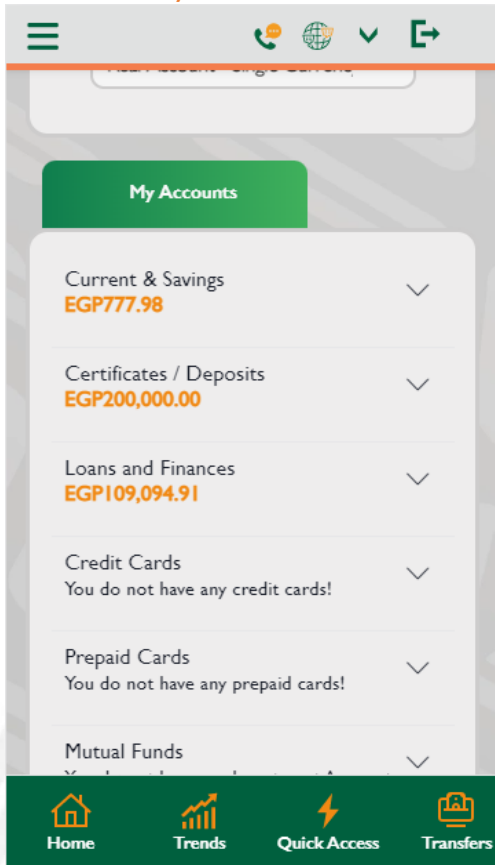 My Accounts
Current & Savings
EGP777.98
Certificates / Deposits
EGP200,000.00
Loans and Finances
EGP109,094.91
Credit Cards
You do not have any credit cards!
Prepaid Cards
You do not have any prepaid cards!
Mutual Funds
Home
Trends
Quick Access
Transfers